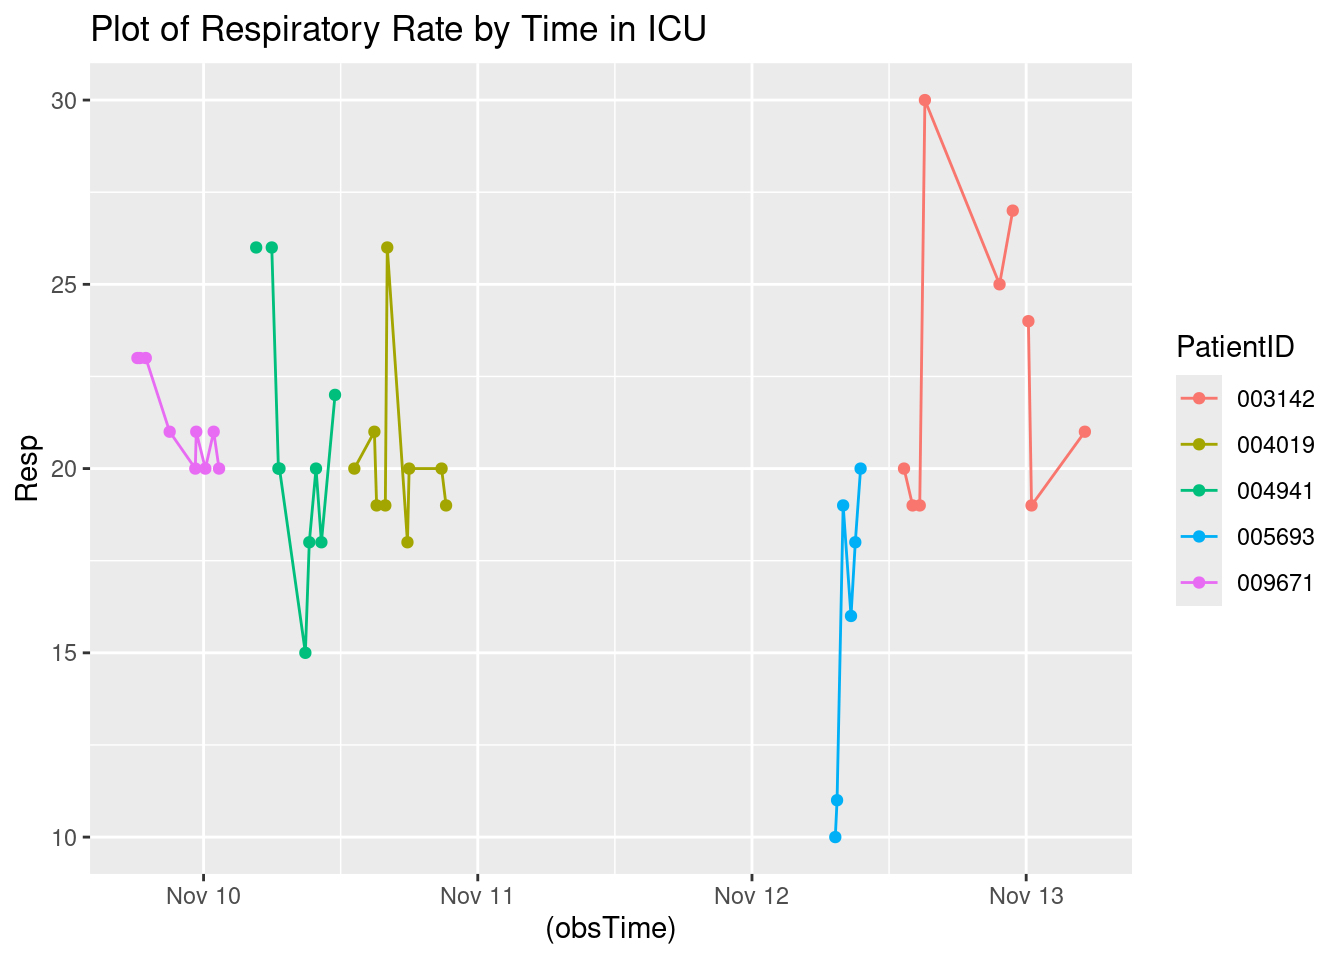 Plot of Respiratory Rate by Time in ICU
30
25
20
15
10
Resp
Nov 10
Nov 11
Nov 12
Nov 13
(obsTime)
PatientID
003142
004019
004941
005693
009671